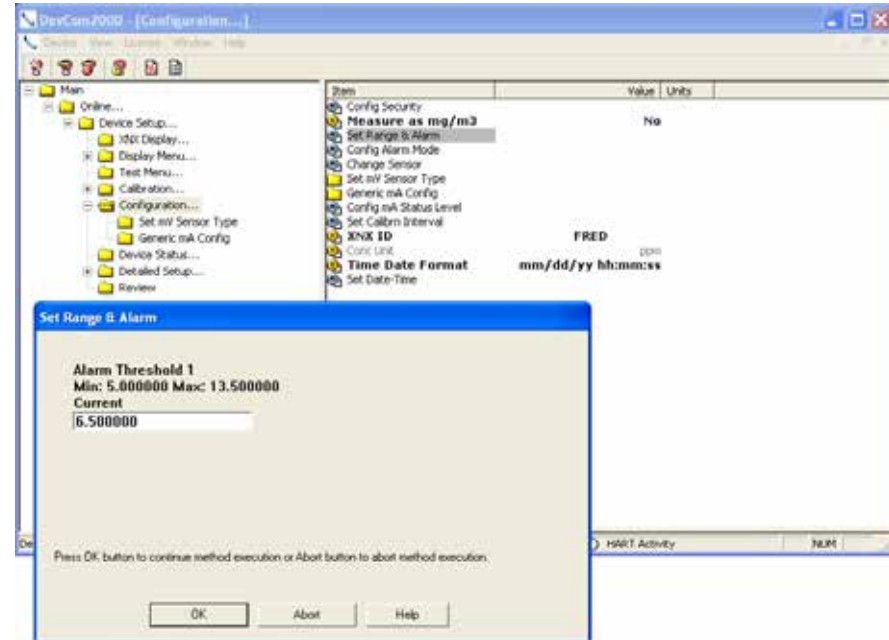 DevCom2000 - [Configuration...]
Device View License Window Help
Main
Online...
Device Setup...
XNX Display...
Display Menu...
Test Menu...
Calibration...
Configuration...
Set mV Sensor Type
Generic mA Config
Device Status...
Detailed Setup...
Review
Item Value Units
Config Security
Measure as mg/m3 No
Set Range & Alarm
Config Alarm Mode
Change Sensor
Set mV Sensor Type
Generic mA Config
Config mA Status Level
Set Calibrn Interval
XNX ID FRED
Conc Unit ppm
Time Date Format mm/dd/yy hh:mm:ss
Set Date-Time
Set Range & Alarm
Alarm Threshold 1
Min: 5.000000 Max: 13.500000
Current
6.500000
Press OK button to continue method execution or Abort button to abort method execution.
OK Abort Help
HART Activity NUM